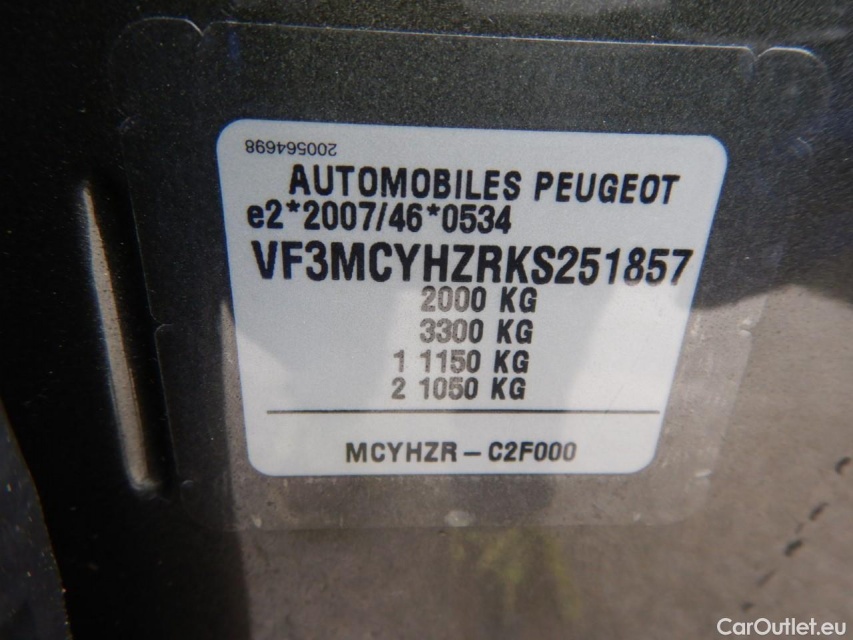 200564698
AUTOMOBILES PEUGEOT
e2*2007/46*0534
VF3MCYHZRKS251857
2000 KG
3300 KG
1 1150 KG
2 1050 KG
MCYHZR – C2F000
CarOutlet.eu